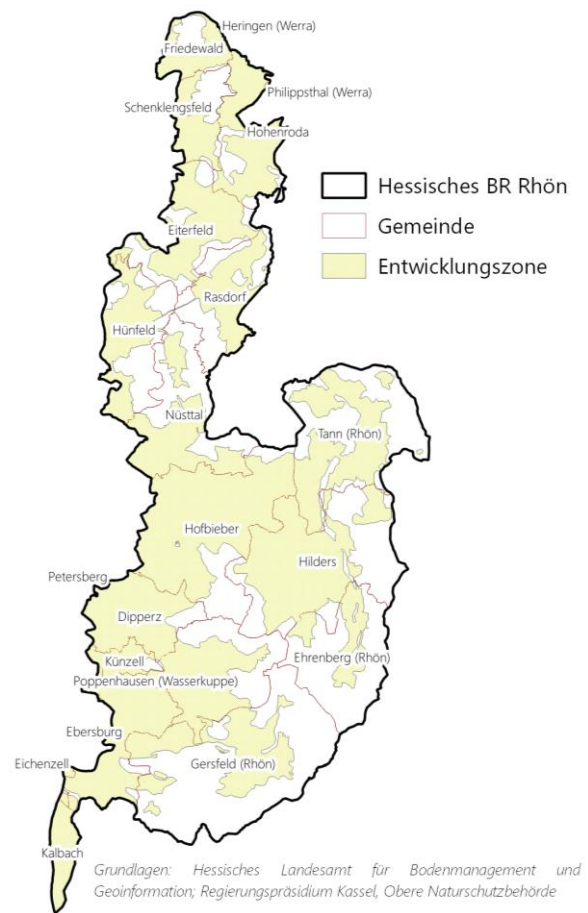 Heringen (Werra)
Friedewald
Philippsthal (Werra)
Schenklengsfeld
Hohenroda
Hessisches BR Rhön
Gemeinde
Eiterfeld
Entwicklungszone
Rasdorf
Hünfeld
Nüsttal
Tann (Rhön)
Hofbieber
Hilders
Petersberg
Dipperz
Künzell
Ehrenberg (Rhön)
Poppenhausen (Wasserkuppe)
Ebersburg
Eichenzell
Gersfeld (Rhön)
Kalbach
Grundlagen: Hessisches Landesamt für Bodenmanagement und
Geoinformation; Regierungspräsidium Kassel, Obere Naturschutzbehörde